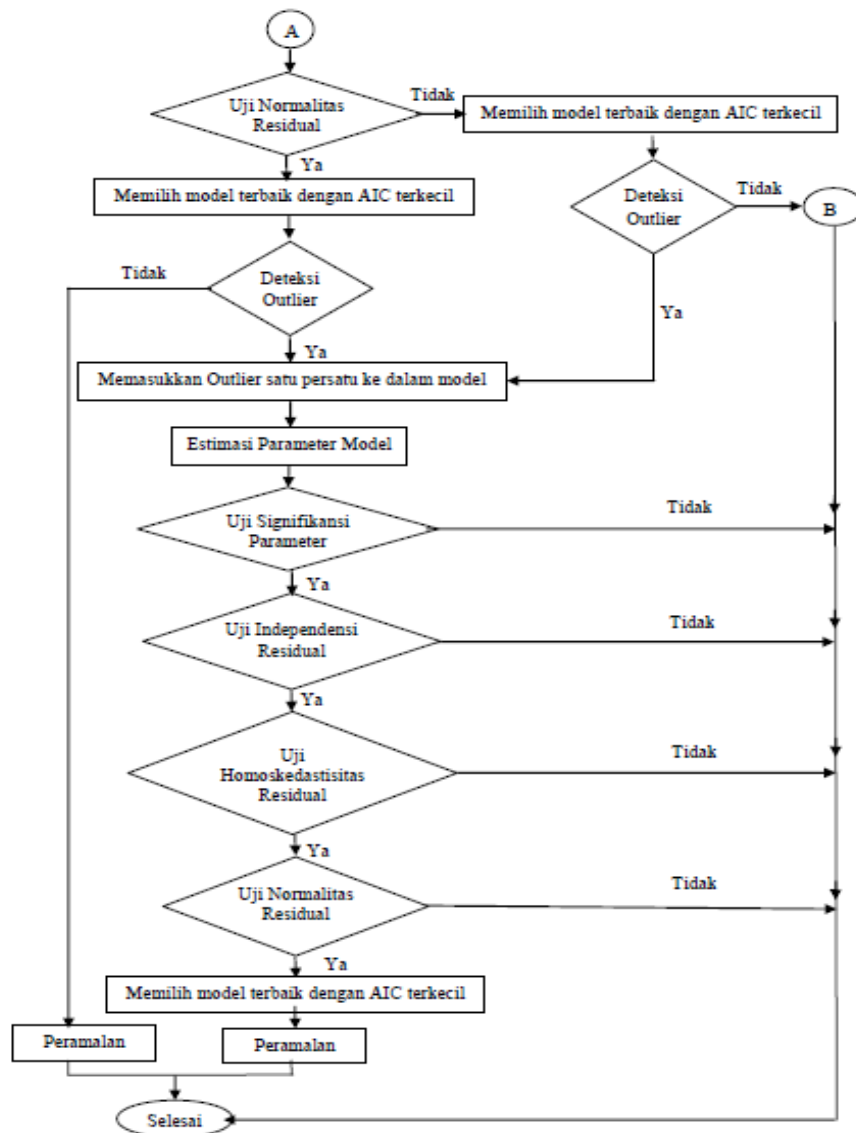 A
Uji Normalitas
Residual
Tidak
Memilih model terbaik dengan AIC terkecil
Ya
Memilih model terbaik dengan AIC terkecil
Deteksi
Outlier
Tidak
B
Tidak
Deteksi
Outlier
Ya
Ya
Memasukkan Outlier satu persatu ke dalam model
Estimasi Parameter Model
Uji Signifikansi
Parameter
Tidak
Ya
Uji Independensi
Residual
Tidak
Ya
Uji
Homoskedastisitas
Residual
Tidak
Ya
Uji Normalitas
Residual
Tidak
Ya
Memilih model terbaik dengan AIC terkecil
Peramalan
Peramalan
Selesai